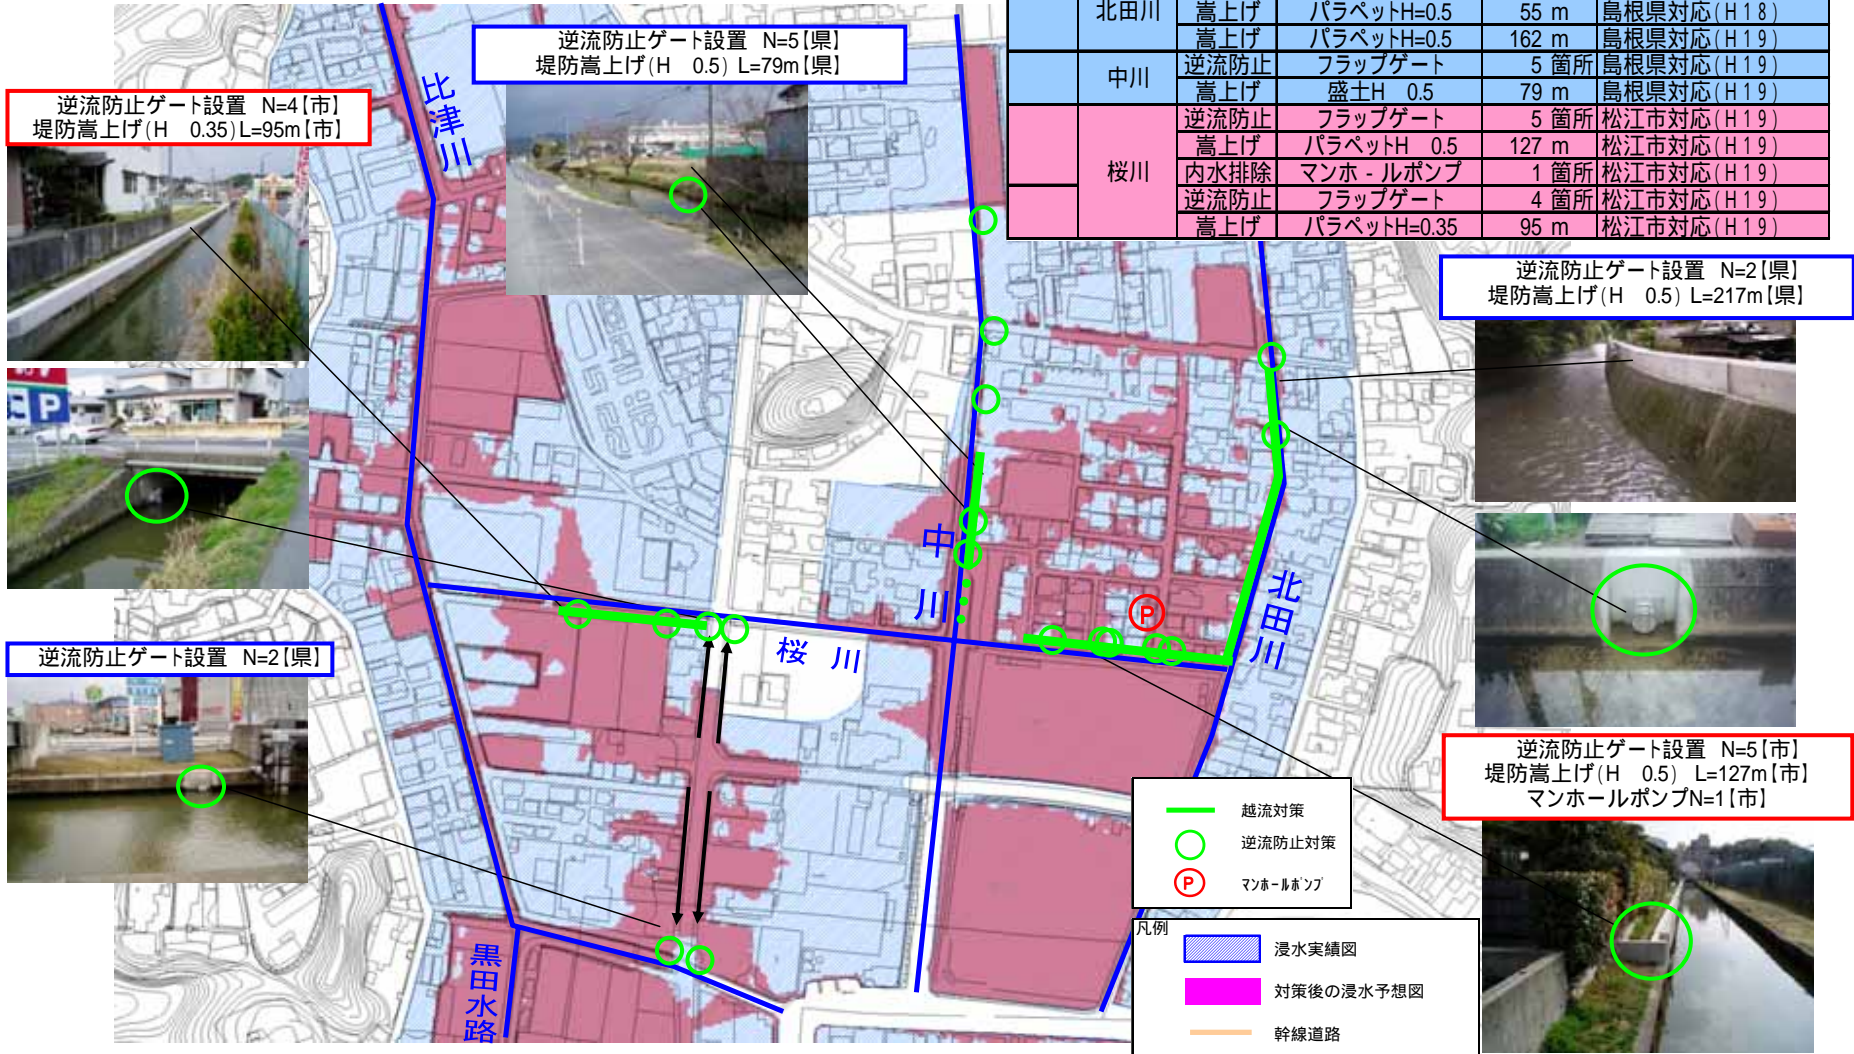 逆流防止ゲート設置 N=5【県】
堤防嵩上げ(H 0.5) L=79m【県】
逆流防止ゲート設置 N=4【市】
堤防嵩上げ(H 0.35)L=95m【市】
北田川 嵩上げ パラペットH=0.5 55 m 島根県対応(H18)
嵩上げ パラペットH=0.5 162 m 島根県対応(H19)
中川 逆流防止 フラップゲート 5 箇所 島根県対応(H19)
嵩上げ 盛土H 0.5 79 m 島根県対応(H19)
桜川 逆流防止 フラップゲート 5 箇所 松江市対応(H19)
嵩上げ パラペットH 0.5 127 m 松江市対応(H19)
内水排除 マンホ-ルポンプ 1 箇所 松江市対応(H19)
逆流防止 フラップゲート 4 箇所 松江市対応(H19)
嵩上げ パラペットH=0.35 95 m 松江市対応(H19)
比津川
逆流防止ゲート設置 N=2【県】
堤防嵩上げ(H 0.5) L=217m【県】
P
中川
北田川
P
桜川
逆流防止ゲート設置 N=2【県】
逆流防止ゲート設置 N=5【市】
堤防嵩上げ(H 0.5) L=127m【市】
マンホールポンプN=1【市】
越流対策
逆流防止対策
P マンホールポンプ
凡例
浸水実績図
対策後の浸水予想図
幹線道路
黒田水路